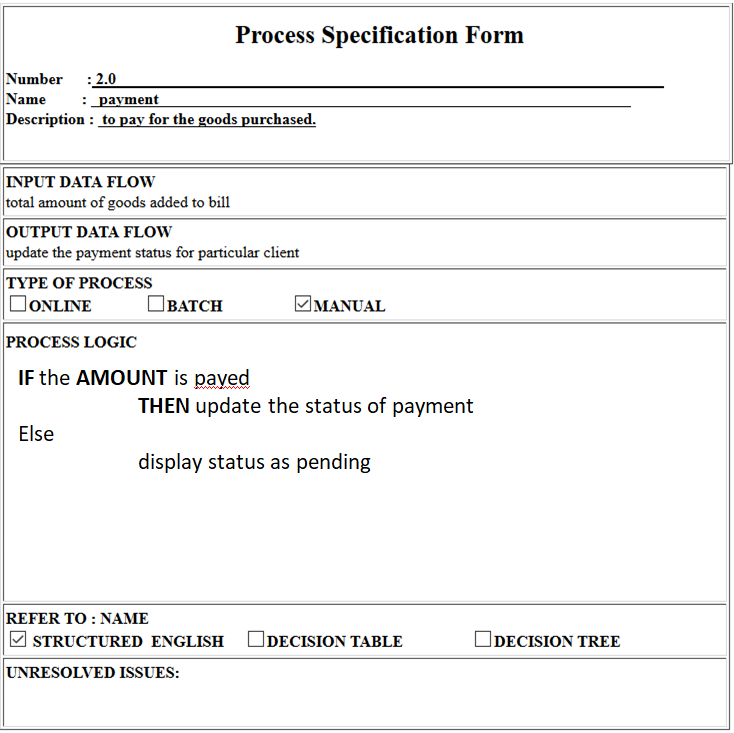 Process Specification Form
Number : 2.0
Name : payment
Description : to pay for the goods purchased.
INPUT DATA FLOW
total amount of goods added to bill
OUTPUT DATA FLOW
update the payment status for particular client
TYPE OF PROCESS
ONLINE BATCH MANUAL
PROCESS LOGIC
IF the AMOUNT is payed
THEN update the status of payment
Else
display status as pending
REFER TO : NAME
STRUCTURED ENGLISH DECISION TABLE DECISION TREE
UNRESOLVED ISSUES: